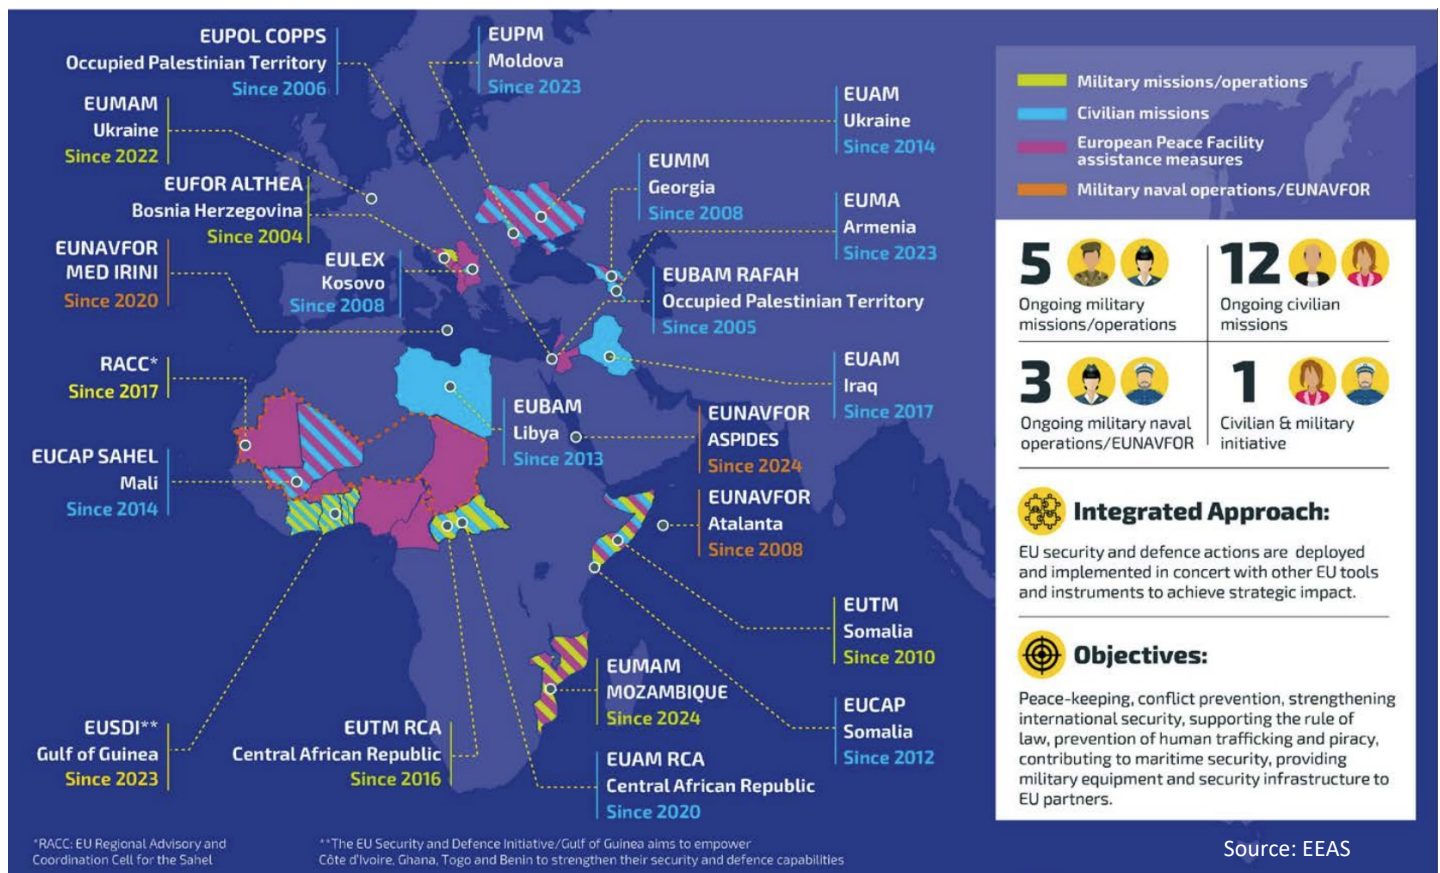 EUPOL COPPS
Occupied Palestinian Territory
Since 2006
EUPM
Moldova
Since 2023
EUMAM
Ukraine
Since 2022
EUAM
Ukraine
Since 2014
EUFOR ALTHEA
Bosnia Herzegovina
Since 2004
EUMM
Georgia
Since 2008
EUMA
Armenia
Since 2023
EUNAVFOR
MED IRINI
Since 2020
EULEX
Kosovo
Since 2008
EUBAM RAFAH
Occupied Palestinian Territory
Since 2005
RACC*
Since 2017
EUAM
Iraq
Since 2017
EUBAM
Libya
Since 2013
EUNAVFOR
ASPIDES
Since 2024
EUCAP SAHEL
Mali
Since 2014
EUNAVFOR
Atalanta
Since 2008
EUTM
Somalia
Since 2010
EUMAM
MOZAMBIQUE
Since 2024
EUCAP
Somalia
Since 2012
EUSDI**
Gulf of Guinea
Since 2023
EUTM RCA
Central African Republic
Since 2016
EUAM RCA
Central African Republic
Since 2020
*RACC: EU Regional Advisory and
Coordination Cell for the Sahel
**The EU Security and Defence Initiative/Gulf of Guinea aims to empower
Côte d'Ivoire, Ghana, Togo and Benin to strengthen their security and defence capabilities
Military missions/operations
Civilian missions
European Peace Facility
assistance measures
Military naval operations/EUNAVFOR
5
Ongoing military
missions/operations
12
Ongoing civilian
missions
3
Ongoing military naval
operations/EUNAVFOR
1
Civilian & military
initiative
Integrated Approach:
EU security and defence actions are deployed
and implemented in concert with other EU tools
and instruments to achieve strategic impact.
Objectives:
Peace-keeping, conflict prevention, strengthening
international security, supporting the rule of
law, prevention of human trafficking and piracy,
contributing to maritime security, providing
military equipment and security infrastructure to
EU partners.
Source: EEAS